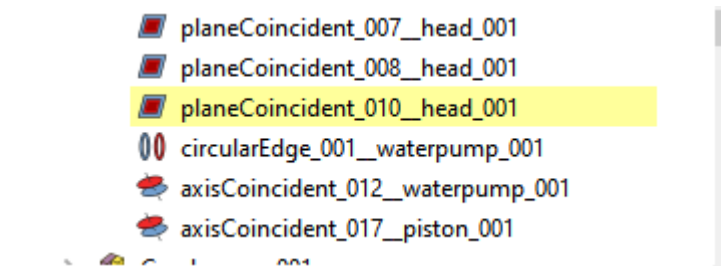 planeCoincident_007__head_001
planeCoincident_008__head_001
planeCoincident_010__head_001
circularEdge_001__waterpump_001
axisCoincident_012__waterpump_001
axisCoincident_017__piston_001